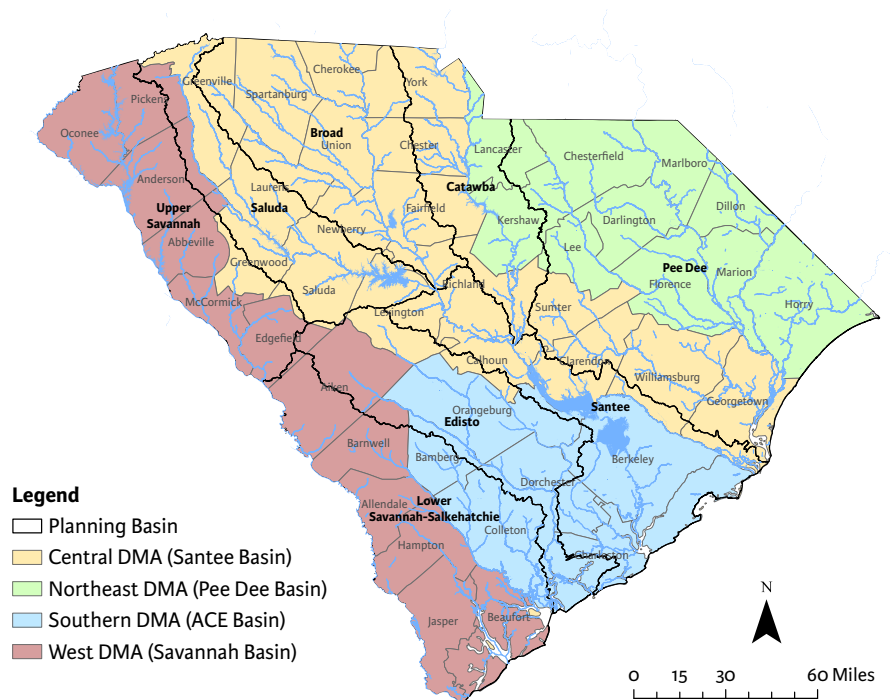 Greenville
Cherokee
York
Pickens
Spartanburg
Oconee
Broad
Union
Chester
Lancaster
Chesterfield
Marlboro
Anderson
Laurens
Catawba
Upper
Savannah
Saluda
Fairfield
Kershaw
Darlington
Dillon
Abbeville
Newberry
Lee
Greenwood
Pee Dee
Marion
Saluda
Richland
Florence
McCormick
Lexington
Sumter
Horry
Edgefield
Calhoun
Clarendon
Williamsburg
Aiken
Georgetown
Orangeburg
Santee
Edisto
Barnwell
Bamberg
Berkeley
Dorchester
Allendale
Lower
Savannah-Salkehatchie
Colleton
Hampton
Charleston
Jasper
Beaufort
Legend
Planning Basin
Central DMA (Santee Basin)
Northeast DMA (Pee Dee Basin)
Southern DMA (ACE Basin)
West DMA (Savannah Basin)
N
0 15 30 60 Miles